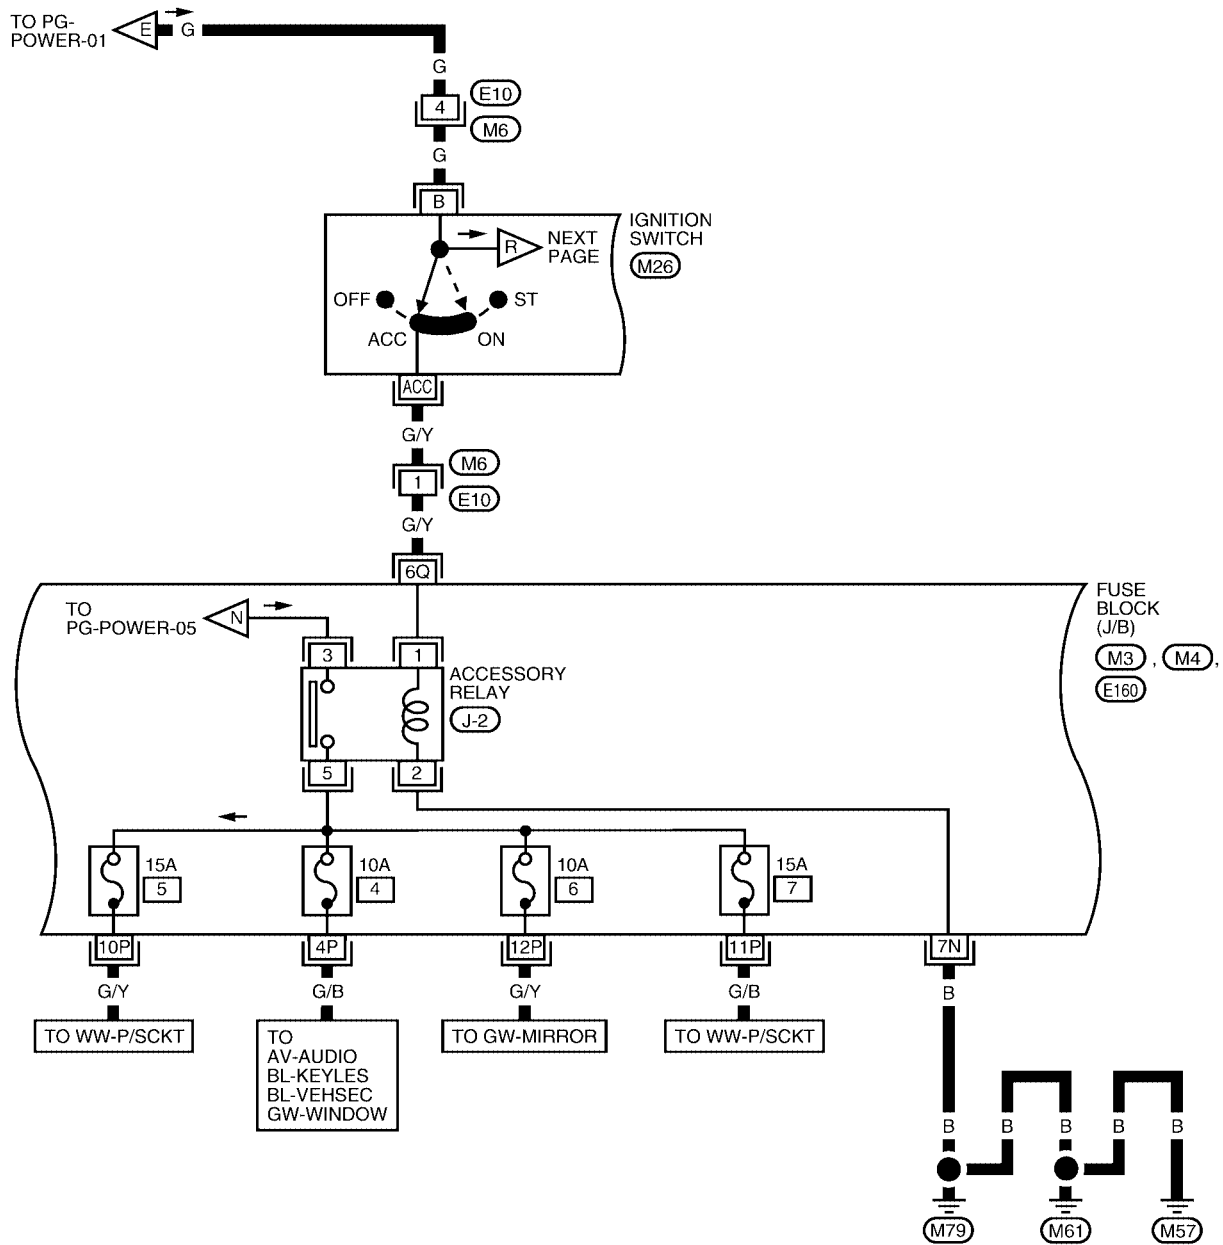 TO PG-
POWER-01
E
G
G
4
E10
M6
G
B
IGNITION
SWITCH
M26
R
NEXT
PAGE
OFF
ST
ACC
ON
ACC
G/Y
M6
1
E10
G/Y
6Q
FUSE
BLOCK
(J/B)
M3 , M4 ,
E160
TO
PG-POWER-05
N
3
1
ACCESSORY
RELAY
J-2
5
2
15A
5
10A
4
10A
6
15A
7
10P
4P
12P
11P
7N
G/Y
G/B
G/Y
G/B
B
TO WW-P/SCKT
TO
AV-AUDIO
BL-KEYLES
BL-VEHSEC
GW-WINDOW
TO GW-MIRROR
TO WW-P/SCKT
B
B
B
B
B
M79
M61
M57